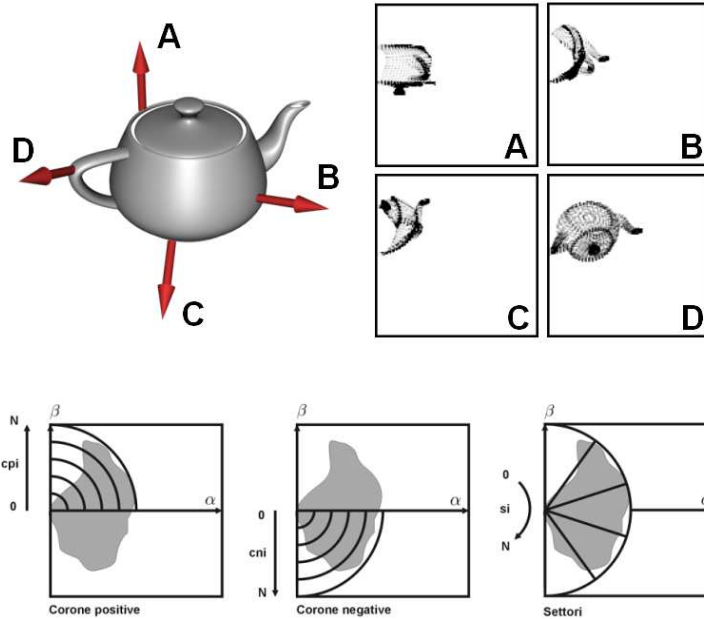 A
D
B
C
A
B
C
D
β
N
cpi
0
α
Corone positive
β
α
0
cni
N
Corone negative
β
0
si
N
Settori